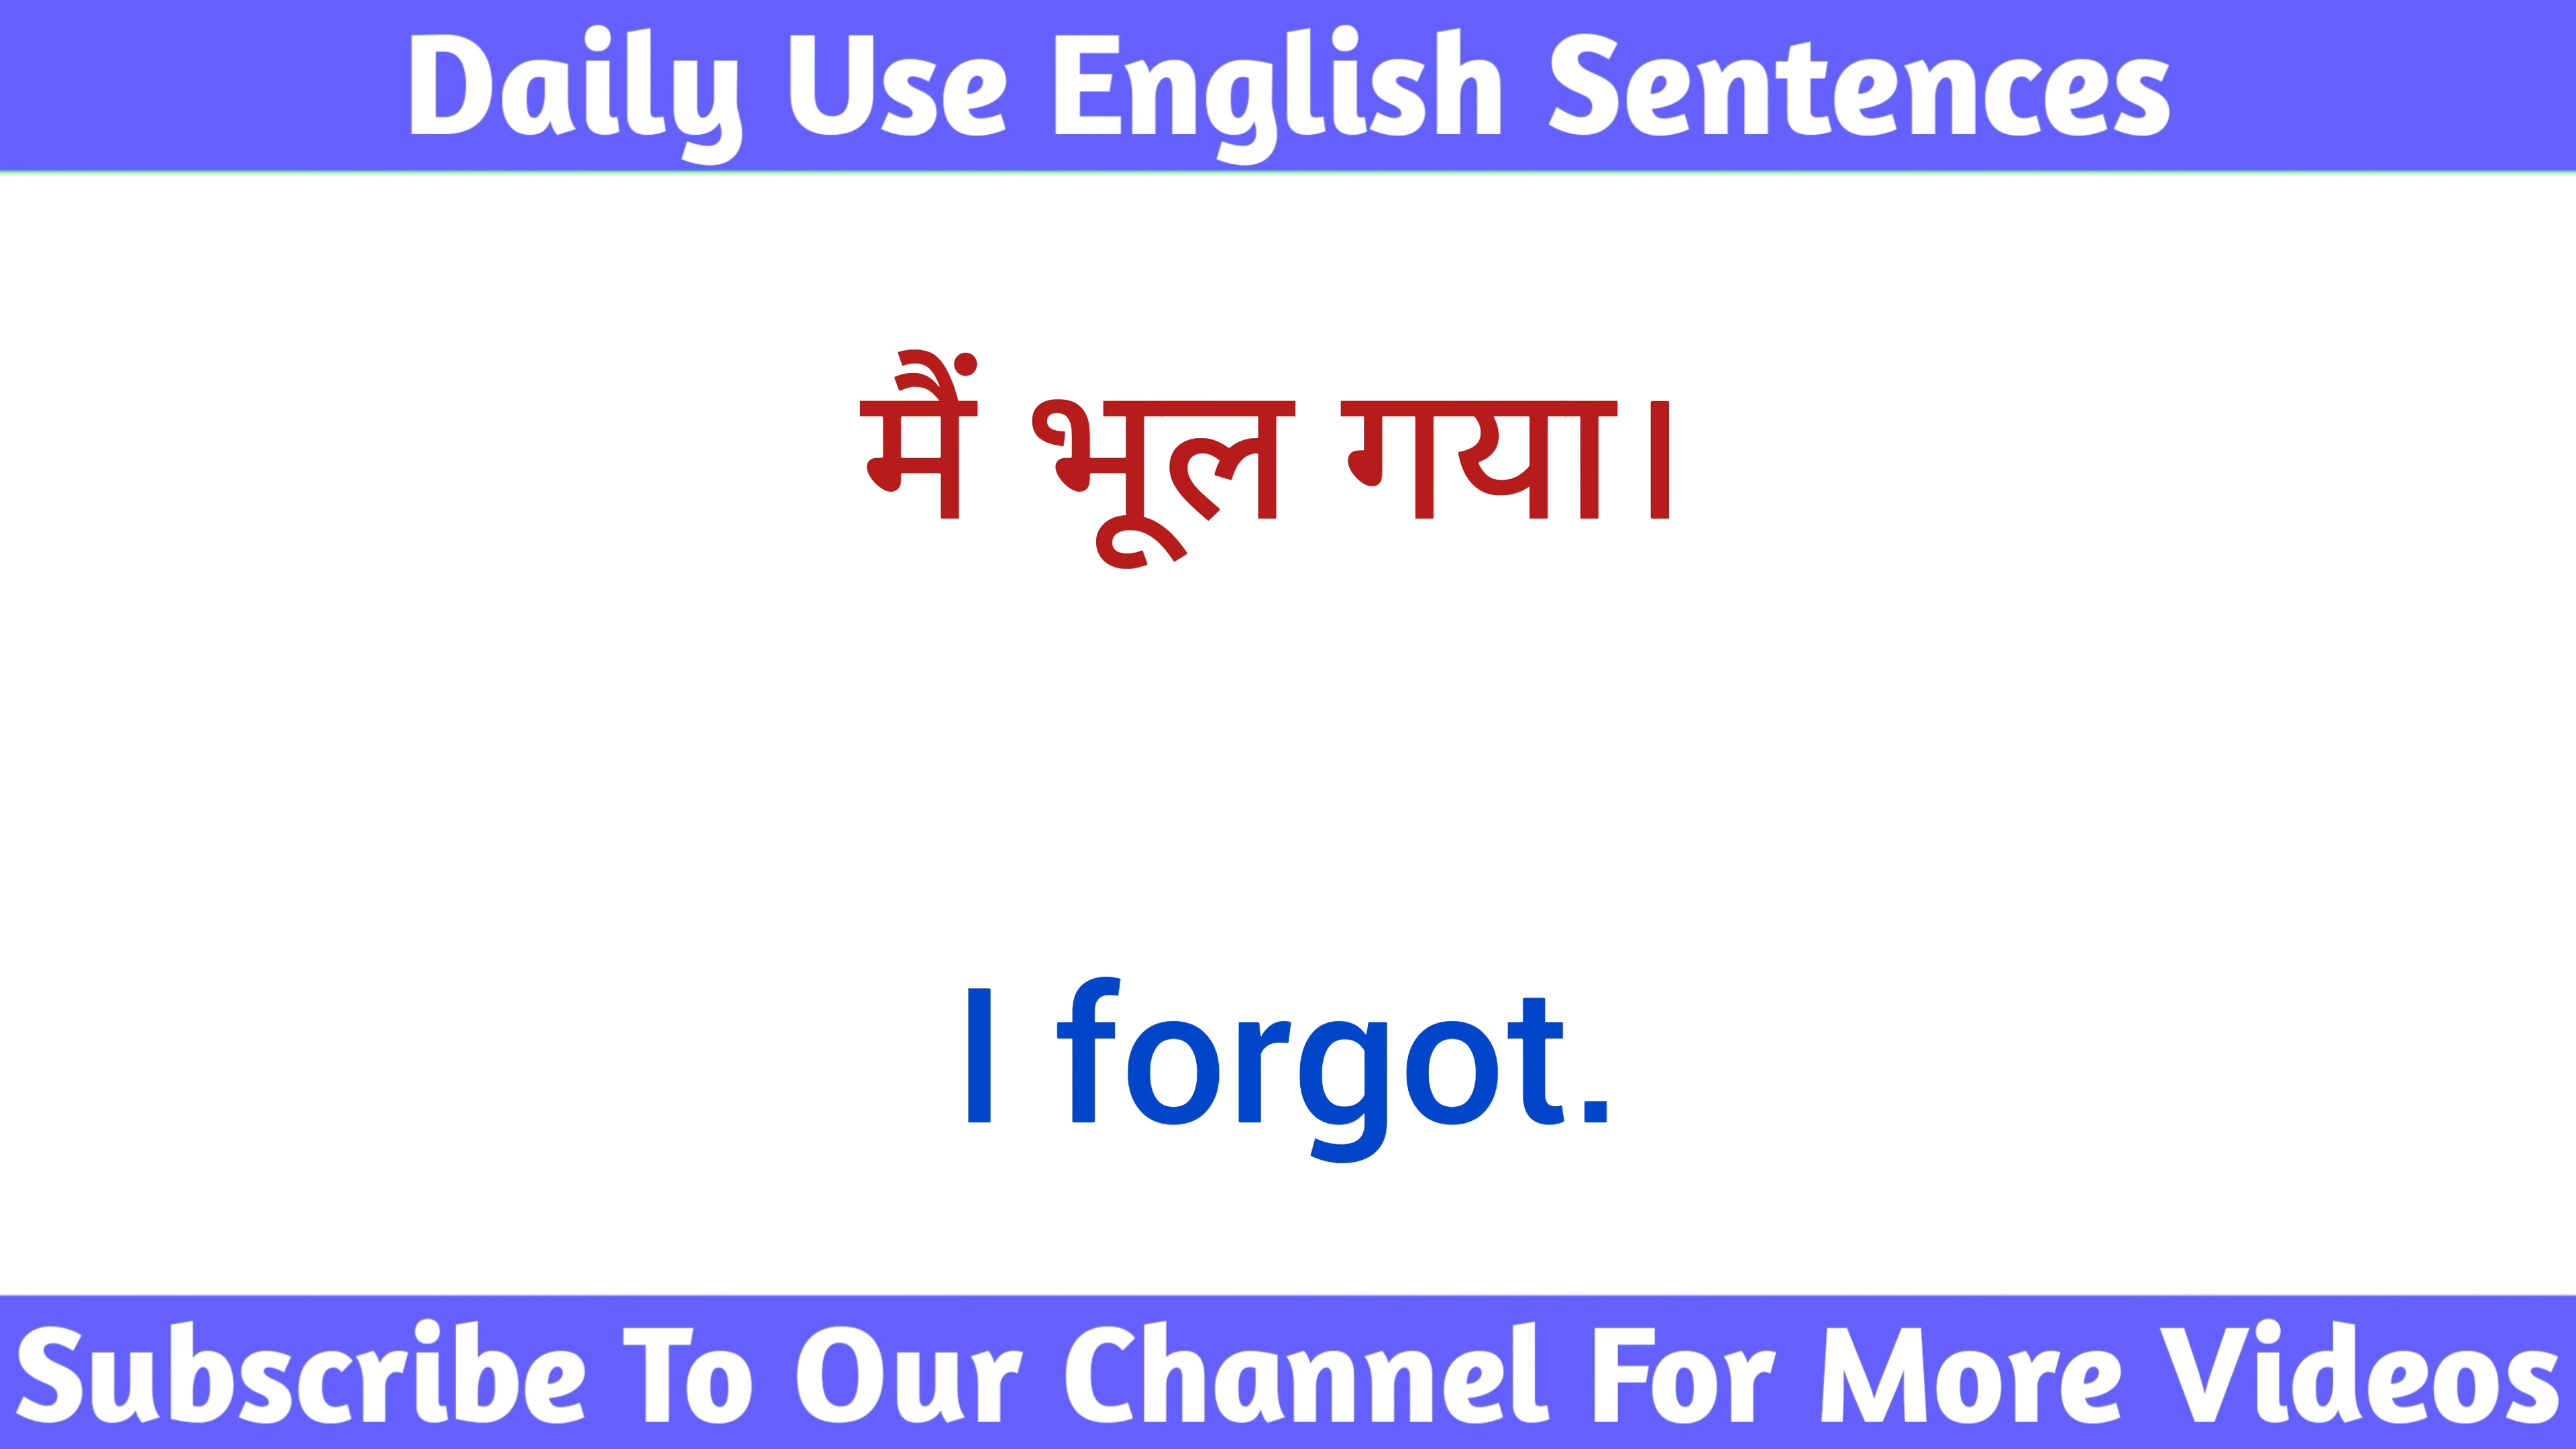 Daily Use English Sentences
मैं भूल गया।
I forgot.
Subscribe To Our Channel For More Videos